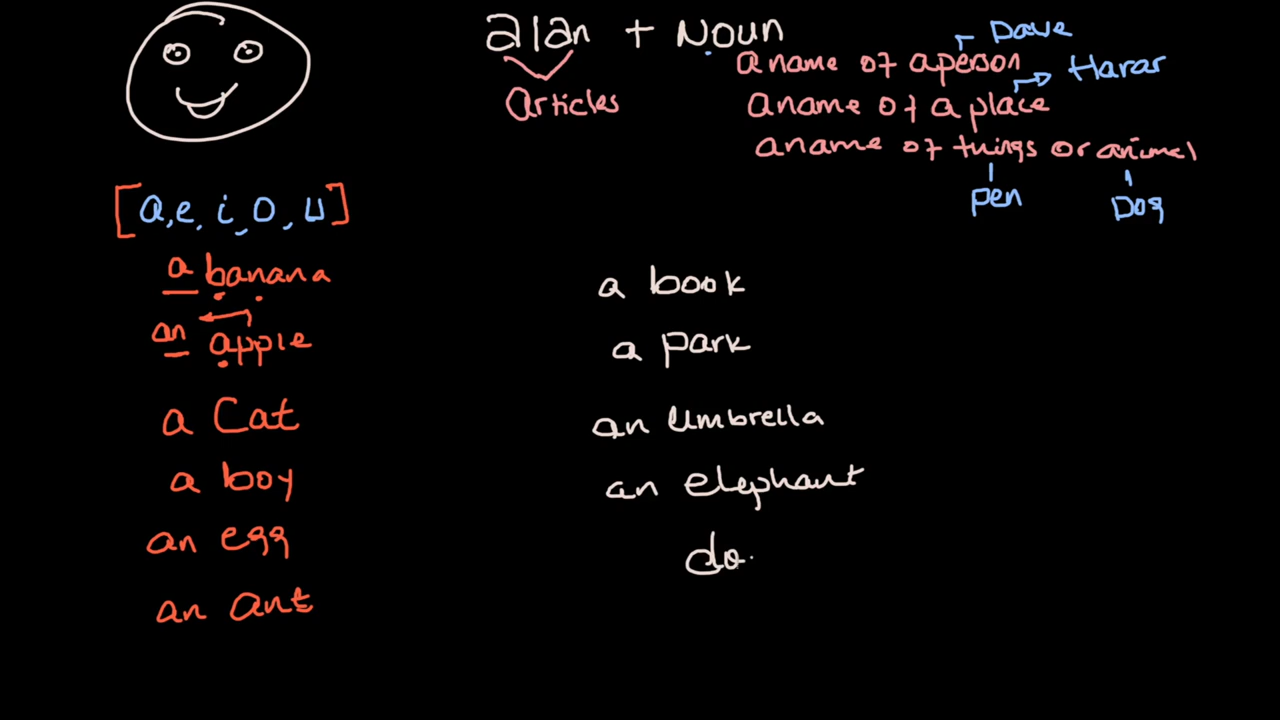 a/an + Noun
Articles
Dawe
a name of a person
Harar
a name of a place
a name of things or animal
pen
Dog
[a, e, i, o, u]
a banana
an apple
a Cat
a boy
an egg
an ant
a book
a park
an umbrella
an elephant
do